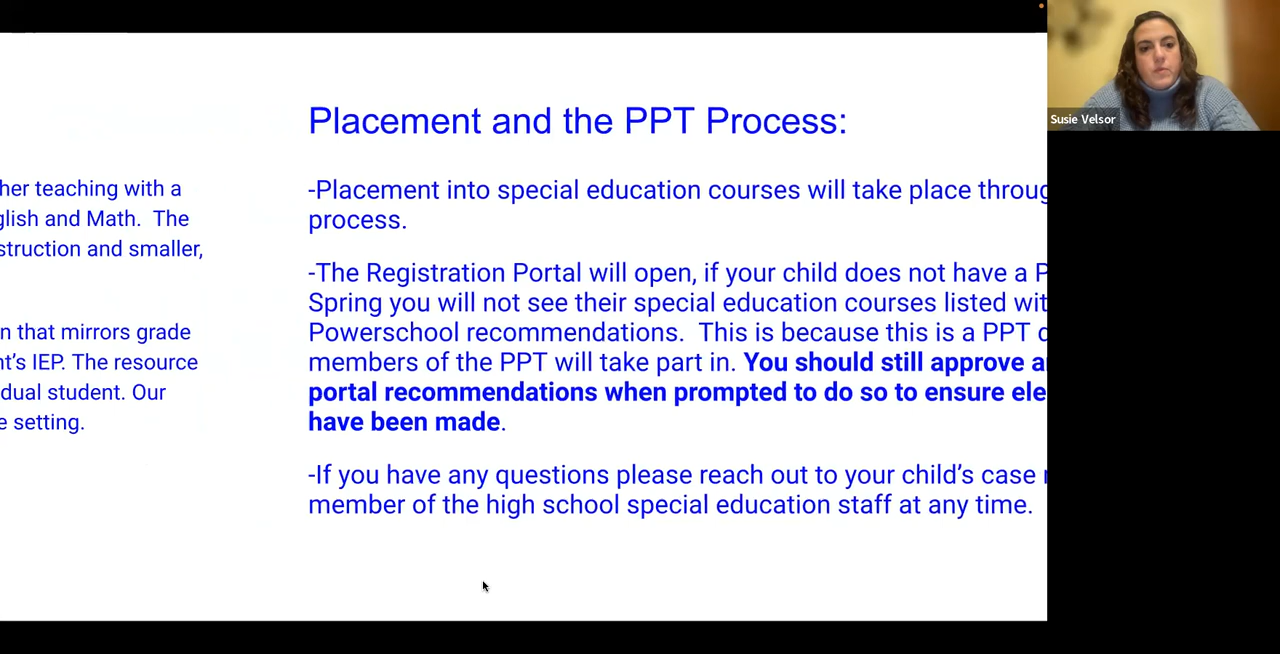 her teaching with a
glish and Math.  The
struction and smaller,
n that mirrors grade
nt’s IEP. The resource
dual student. Our
e setting.
Placement and the PPT Process:
-Placement into special education courses will take place throug
process.
-The Registration Portal will open, if your child does not have a P
Spring you will not see their special education courses listed wit
Powerschool recommendations.  This is because this is a PPT
members of the PPT will take part in. You should still approve
portal recommendations when prompted to do so to ensure ele
have been made.
-If you have any questions please reach out to your child’s case
member of the high school special education staff at any time.
Susie Velsor